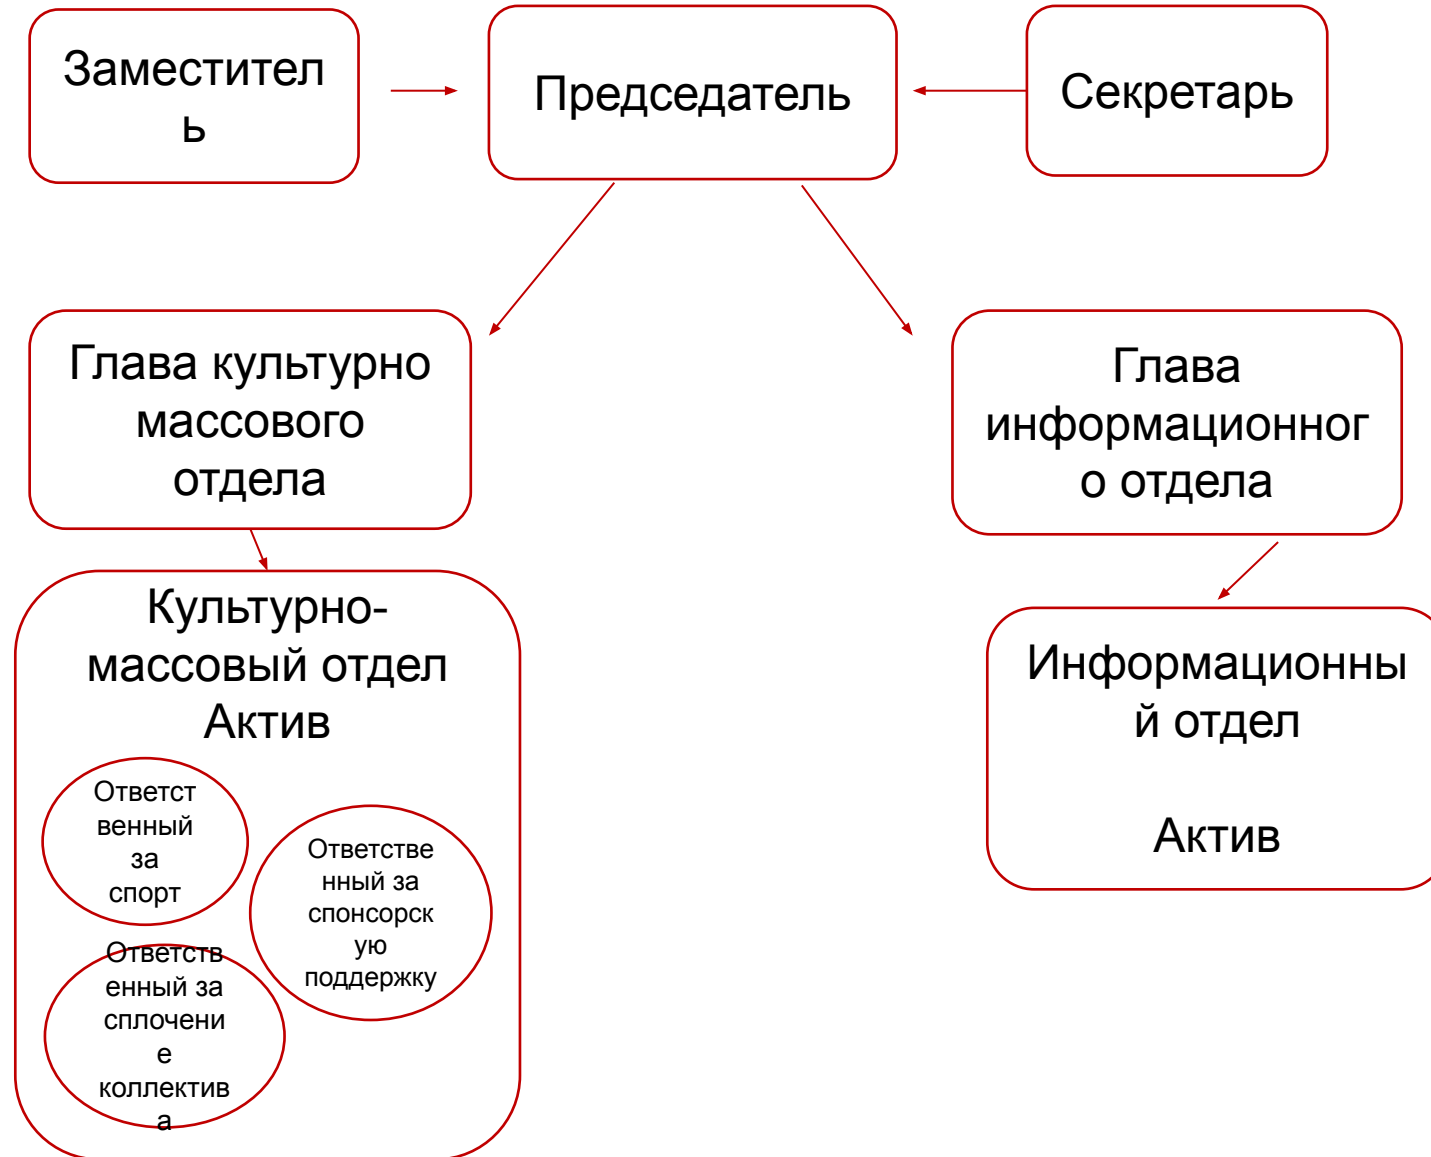 Заместител
ь
Председатель
Секретарь
Глава культурно
массового
отдела
Глава
информационног
о отдела
Культурно-
массовый отдел
Актив
Ответст
венный
за
спорт
Ответстве
нный за
спонсорск
ую
поддержку
Ответств
енный за
сплочени
е
коллектив
а
Информационны
й отдел
Актив